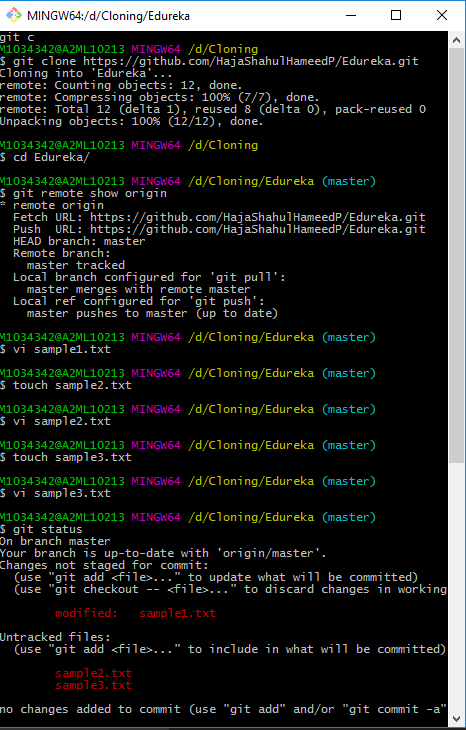 MINGW64:/d/Cloning/Edureka
git c
M1034342@A2ML10213 MINGW64 /d/Cloning
$ git clone https://github.com/HajaShahulHameedP/Edureka.git
Cloning into 'Edureka'...
remote: Counting objects: 12, done.
remote: Compressing objects: 100% (7/7), done.
remote: Total 12 (delta 1), reused 8 (delta 0), pack-reused 0
Unpacking objects: 100% (12/12), done.
M1034342@A2ML10213 MINGW64 /d/Cloning
$ cd Edureka/
M1034342@A2ML10213 MINGW64 /d/Cloning/Edureka (master)
$ git remote show origin
* remote origin
Fetch URL: https://github.com/HajaShahulHameedP/Edureka.git
Push URL: https://github.com/HajaShahulHameedP/Edureka.git
HEAD branch: master
Remote branch:
master tracked
Local branch configured for 'git pull':
master merges with remote master
Local ref configured for 'git push':
master pushes to master (up to date)
M1034342@A2ML10213 MINGW64 /d/Cloning/Edureka (master)
$ vi sample1.txt
M1034342@A2ML10213 MINGW64 /d/Cloning/Edureka (master)
$ touch sample2.txt
M1034342@A2ML10213 MINGW64 /d/Cloning/Edureka (master)
$ vi sample2.txt
M1034342@A2ML10213 MINGW64 /d/Cloning/Edureka (master)
$ touch sample3.txt
M1034342@A2ML10213 MINGW64 /d/Cloning/Edureka (master)
$ vi sample3.txt
M1034342@A2ML10213 MINGW64 /d/Cloning/Edureka (master)
$ git status
On branch master
Your branch is up-to-date with 'origin/master'.
Changes not staged for commit:
(use "git add <file>..." to update what will be committed)
(use "git checkout -- <file>..." to discard changes in working
modified: sample1.txt
Untracked files:
(use "git add <file>..." to include in what will be committed)
sample2.txt
sample3.txt
no changes added to commit (use "git add" and/or "git commit -a"